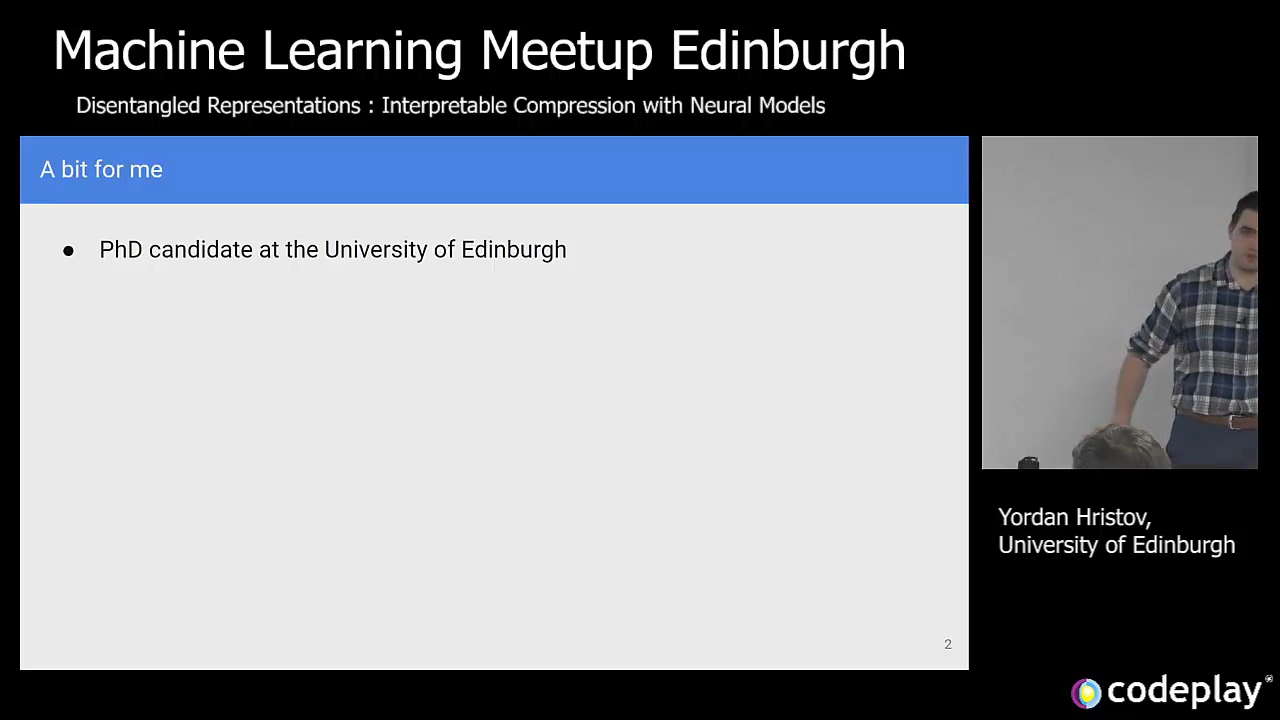 Machine Learning Meetup Edinburgh
Disentangled Representations : Interpretable Compression with Neural Models
A bit for me
● PhD candidate at the University of Edinburgh
2
Yordan Hristov,
University of Edinburgh
codeplay®